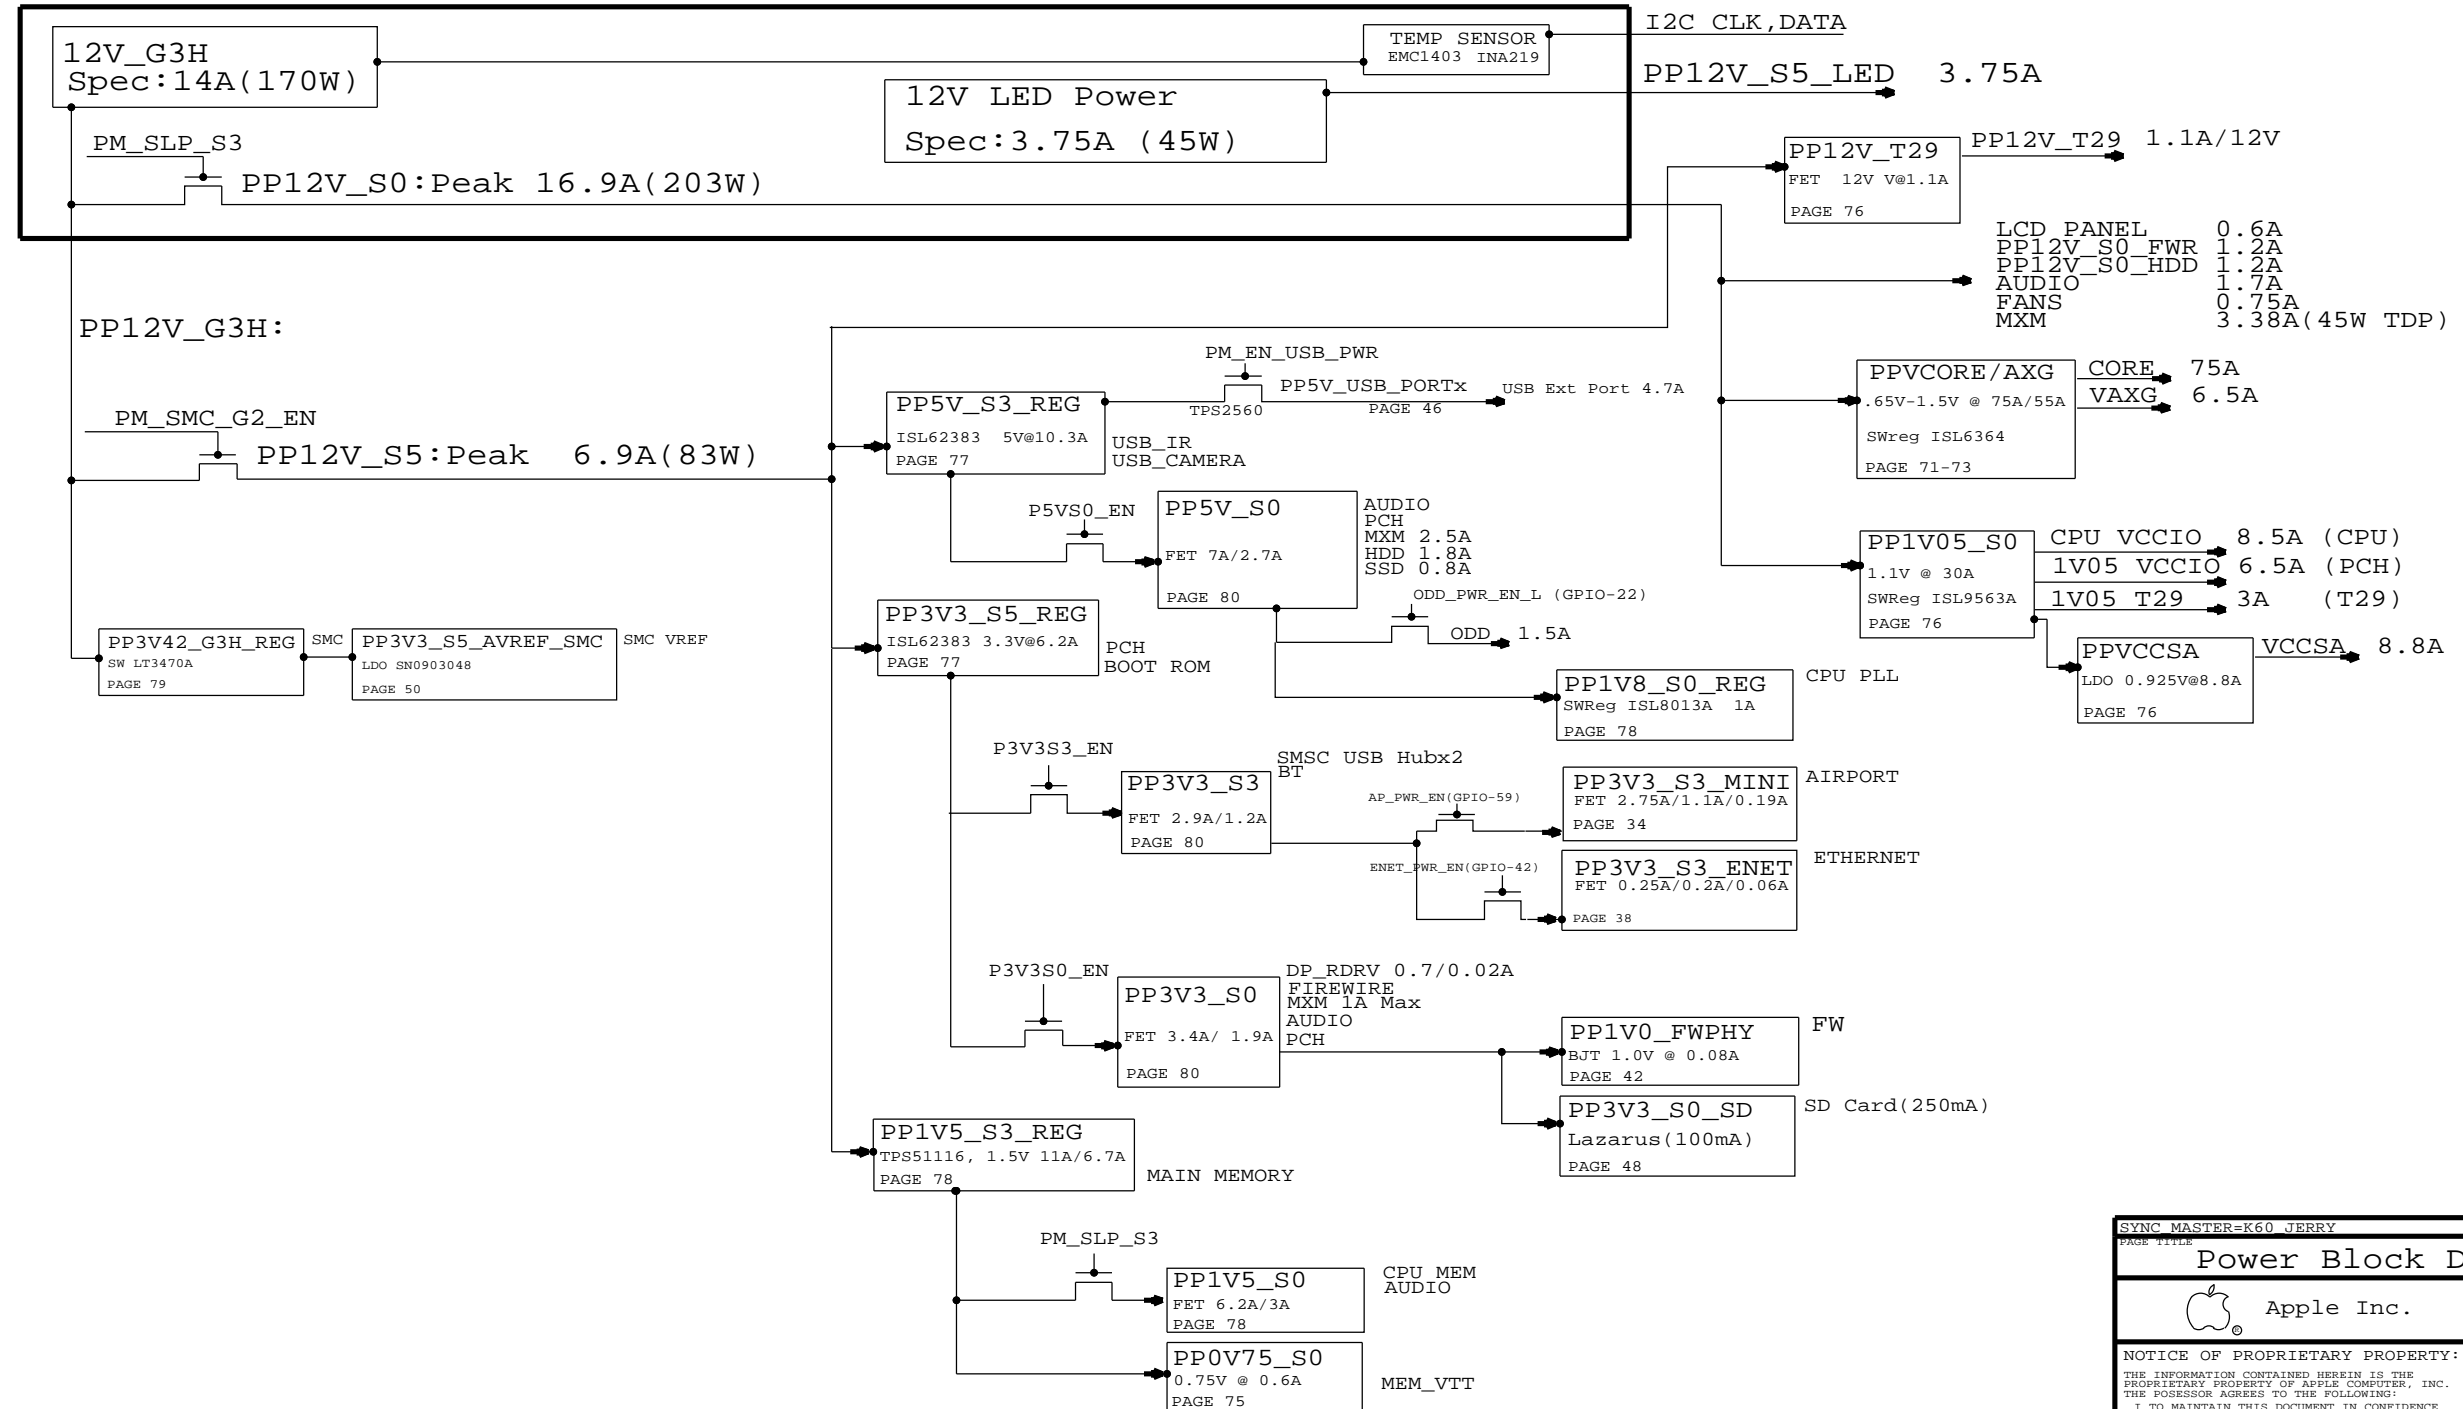 I2C CLK,DATA
TEMP SENSOR
EMC1403 INA219
12V_G3H
Spec:14A(170W)
PP12V_S5_LED 3.75A
12V LED Power
Spec:3.75A (45W)
PM_SLP_S3
PP12V_S0:Peak 16.9A(203W)
PP12V_T29
FET 12V V@1.1A
PAGE 76
PP12V_T29 1.1A/12V
LCD PANEL 0.6A
PP12V_S0_FWR 1.2A
PP12V_S0_HDD 1.2A
AUDIO 1.7A
FANS 0.75A
MXM 3.38A(45W TDP)
PP12V_G3H:
PM_EN_USB_PWR
PP5V_USB_PORTx
USB Ext Port 4.7A
TPS2560
PAGE 46
PP5V_S3_REG
ISL62383 5V@10.3A
PAGE 77
USB_IR
USB_CAMERA
PPVCORE/AXG
.65V-1.5V @ 75A/55A
SWreg ISL6364
PAGE 71-73
CORE 75A
VAXG 6.5A
PM_SMC_G2_EN
PP12V_S5:Peak 6.9A(83W)
P5VS0_EN
PP5V_S0
FET 7A/2.7A
PAGE 80
AUDIO
PCH
MXM 2.5A
HDD 1.8A
SSD 0.8A
PP1V05_S0
1.1V @ 30A
SWReg ISL9563A
PAGE 76
CPU VCCIO 8.5A (CPU)
1V05 VCCIO 6.5A (PCH)
1V05 T29 3A (T29)
ODD_PWR_EN_L (GPIO-22)
ODD 1.5A
PP3V3_S5_REG
ISL62383 3.3V@6.2A
PAGE 77
PCH
BOOT ROM
PP3V42_G3H_REG
SW LT3470A
PAGE 79
SMC
PP3V3_S5_AVREF_SMC
LDO SN0903048
PAGE 50
SMC VREF
PPVCCSA
LDO 0.925V@8.8A
PAGE 76
VCCSA 8.8A
PP1V8_S0_REG
SWReg ISL8013A 1A
PAGE 78
CPU PLL
P3V3S3_EN
PP3V3_S3
FET 2.9A/1.2A
PAGE 80
SMSC USB Hubx2
BT
AP_PWR_EN(GPIO-59)
PP3V3_S3_MINI
FET 2.75A/1.1A/0.19A
PAGE 34
AIRPORT
ENET_PWR_EN(GPIO-42)
PP3V3_S3_ENET
FET 0.25A/0.2A/0.06A
PAGE 38
ETHERNET
P3V3S0_EN
PP3V3_S0
FET 3.4A/ 1.9A
PAGE 80
DP_RDRV 0.7/0.02A
FIREWIRE
MXM 1A Max
AUDIO
PCH
PP1V0_FWPHY
BJT 1.0V @ 0.08A
PAGE 42
FW
PP3V3_S0_SD
Lazarus(100mA)
PAGE 48
SD Card(250mA)
PP1V5_S3_REG
TPS51116, 1.5V 11A/6.7A
PAGE 78
MAIN MEMORY
PM_SLP_S3
PP1V5_S0
FET 6.2A/3A
PAGE 78
CPU MEM
AUDIO
PP0V75_S0
0.75V @ 0.6A
PAGE 75
MEM_VTT
SYNC_MASTER=K60_JERRY
PAGE TITLE
Power Block D
Apple Inc.
®
NOTICE OF PROPRIETARY PROPERTY:
THE INFORMATION CONTAINED HEREIN IS THE
PROPRIETARY PROPERTY OF APPLE COMPUTER, INC.
THE POSESSOR AGREES TO THE FOLLOWING:
I TO MAINTAIN THIS DOCUMENT IN CONFIDENCE